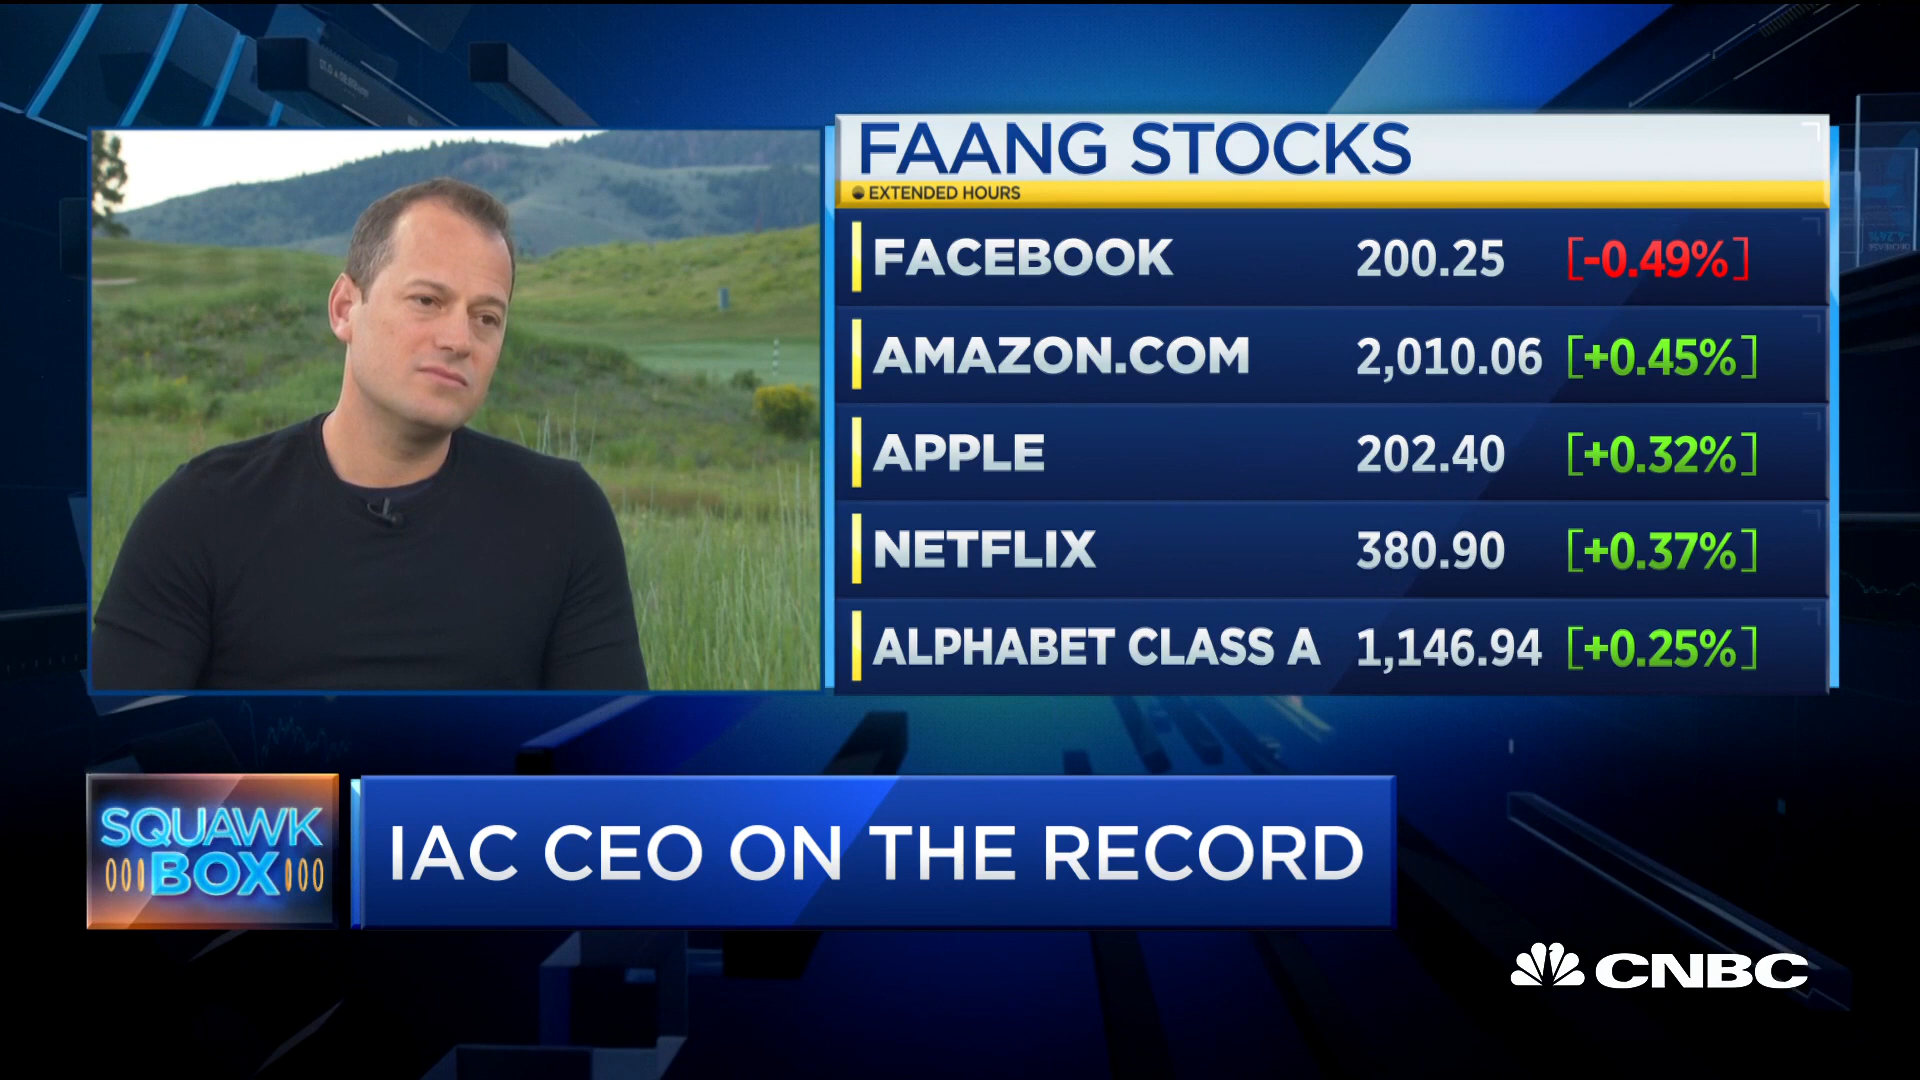 FAANG STOCKS
EXTENDED HOURS
FACEBOOK 200.25 [-0.49%]
AMAZON.COM 2,010.06 [+0.45%]
APPLE 202.40 [+0.32%]
NETFLIX 380.90 [+0.37%]
ALPHABET CLASS A 1,146.94 [+0.25%]
SQUAWK
BOX
IAC CEO ON THE RECORD
CNBC